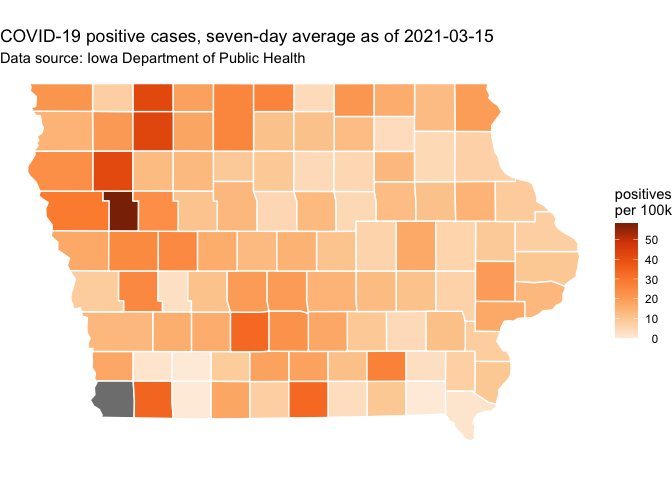 COVID-19 positive cases, seven-day average as of 2021-03-15
Data source: Iowa Department of Public Health
positives
per 100k
50
40
30
20
10
0